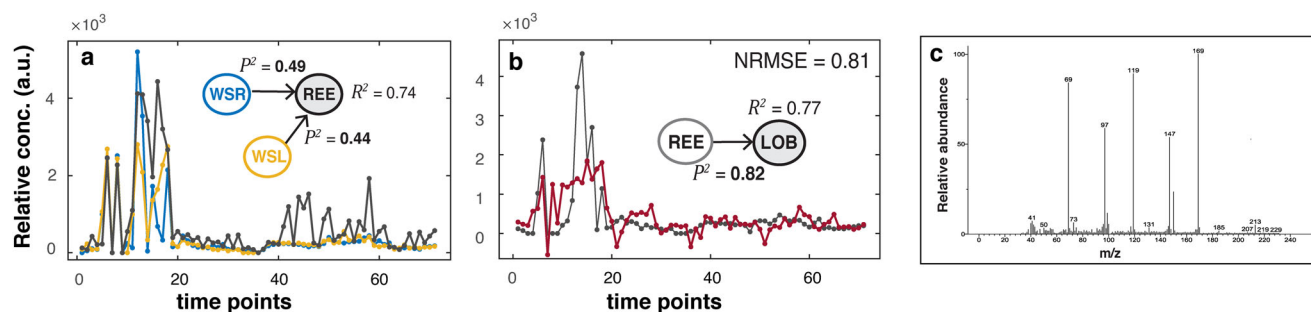 ×10³
a
Relative conc. (a.u.)
4
2
0
0 20 40 60
time points
P² = 0.49
WSR
REE
R² = 0.74
WSL
P² = 0.44
×10³
b
NRMSE = 0.81
4
3
2
1
0
0 20 40 60
time points
R² = 0.77
REE
LOB
P² = 0.82
c
Relative abundance
100
50
0
0 20 40 60 80 100 120 140 160 180 200 220 240
m/z
41
50
69
73
97
119
131
147
169
185
207
213
219
229